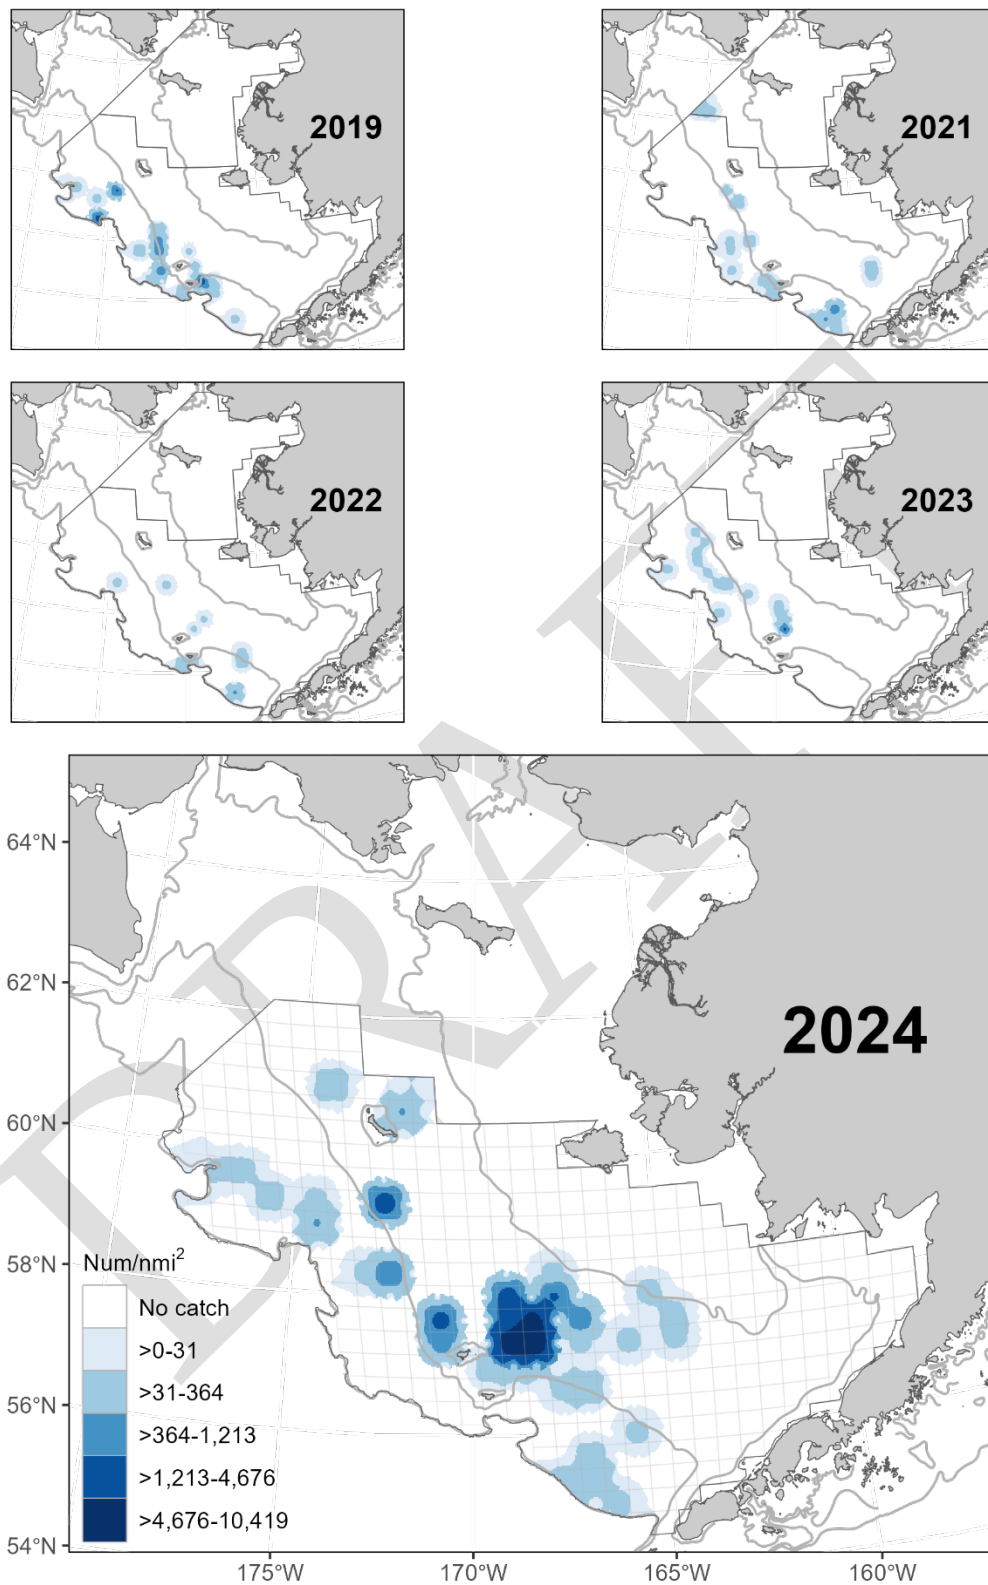 2019
2021
2022
2023
2024
64°N
62°N
60°N
58°N
56°N
54°N
Num/nmi²
No catch
>0-31
>31-364
>364-1,213
>1,213-4,676
>4,676-10,419
175°W
170°W
165°W
160°W
DRAFT